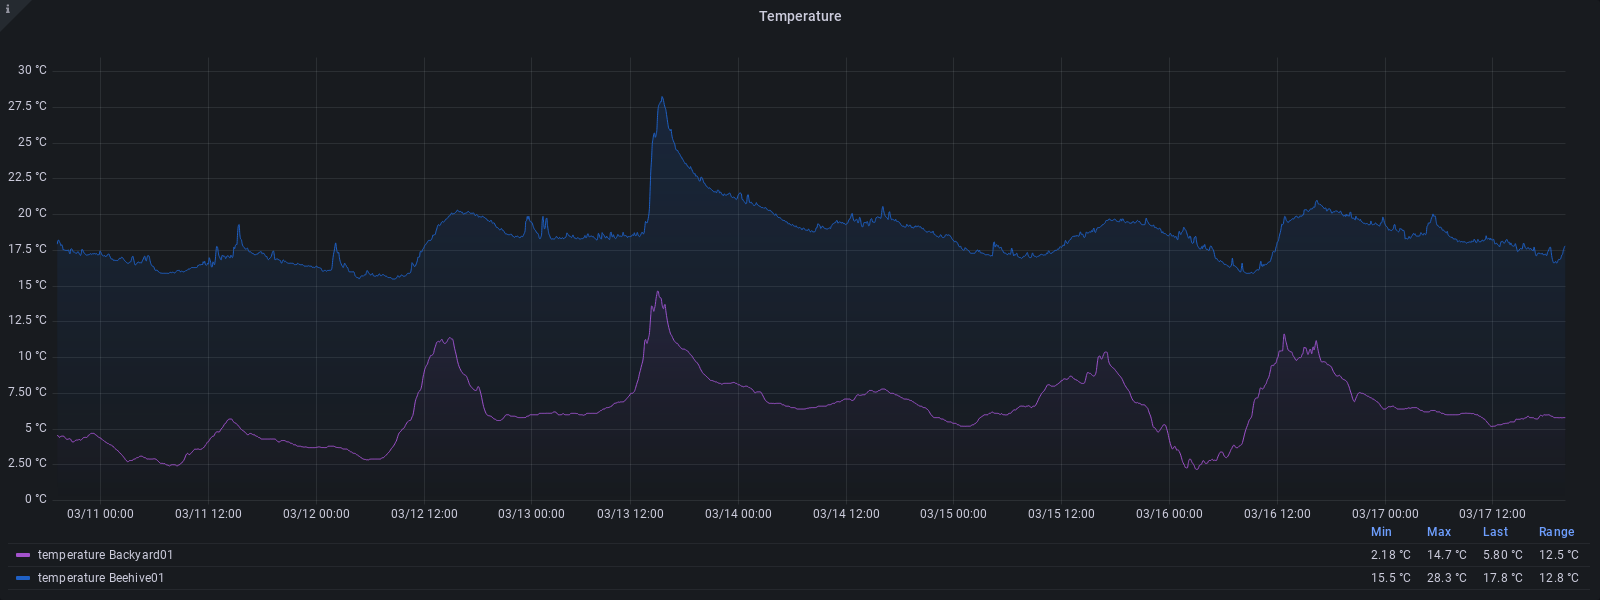 i
Temperature
30 °C
27.5 °C
25 °C
22.5 °C
20 °C
17.5 °C
15 °C
12.5 °C
10 °C
7.50 °C
5 °C
2.50 °C
0 °C
03/11 00:00 03/11 12:00 03/12 00:00 03/12 12:00 03/13 00:00 03/13 12:00 03/14 00:00 03/14 12:00 03/15 00:00 03/15 12:00 03/16 00:00 03/16 12:00 03/17 00:00 03/17 12:00
Min Max Last Range
temperature Backyard01 2.18 °C 14.7 °C 5.80 °C 12.5 °C
temperature Beehive01 15.5 °C 28.3 °C 17.8 °C 12.8 °C